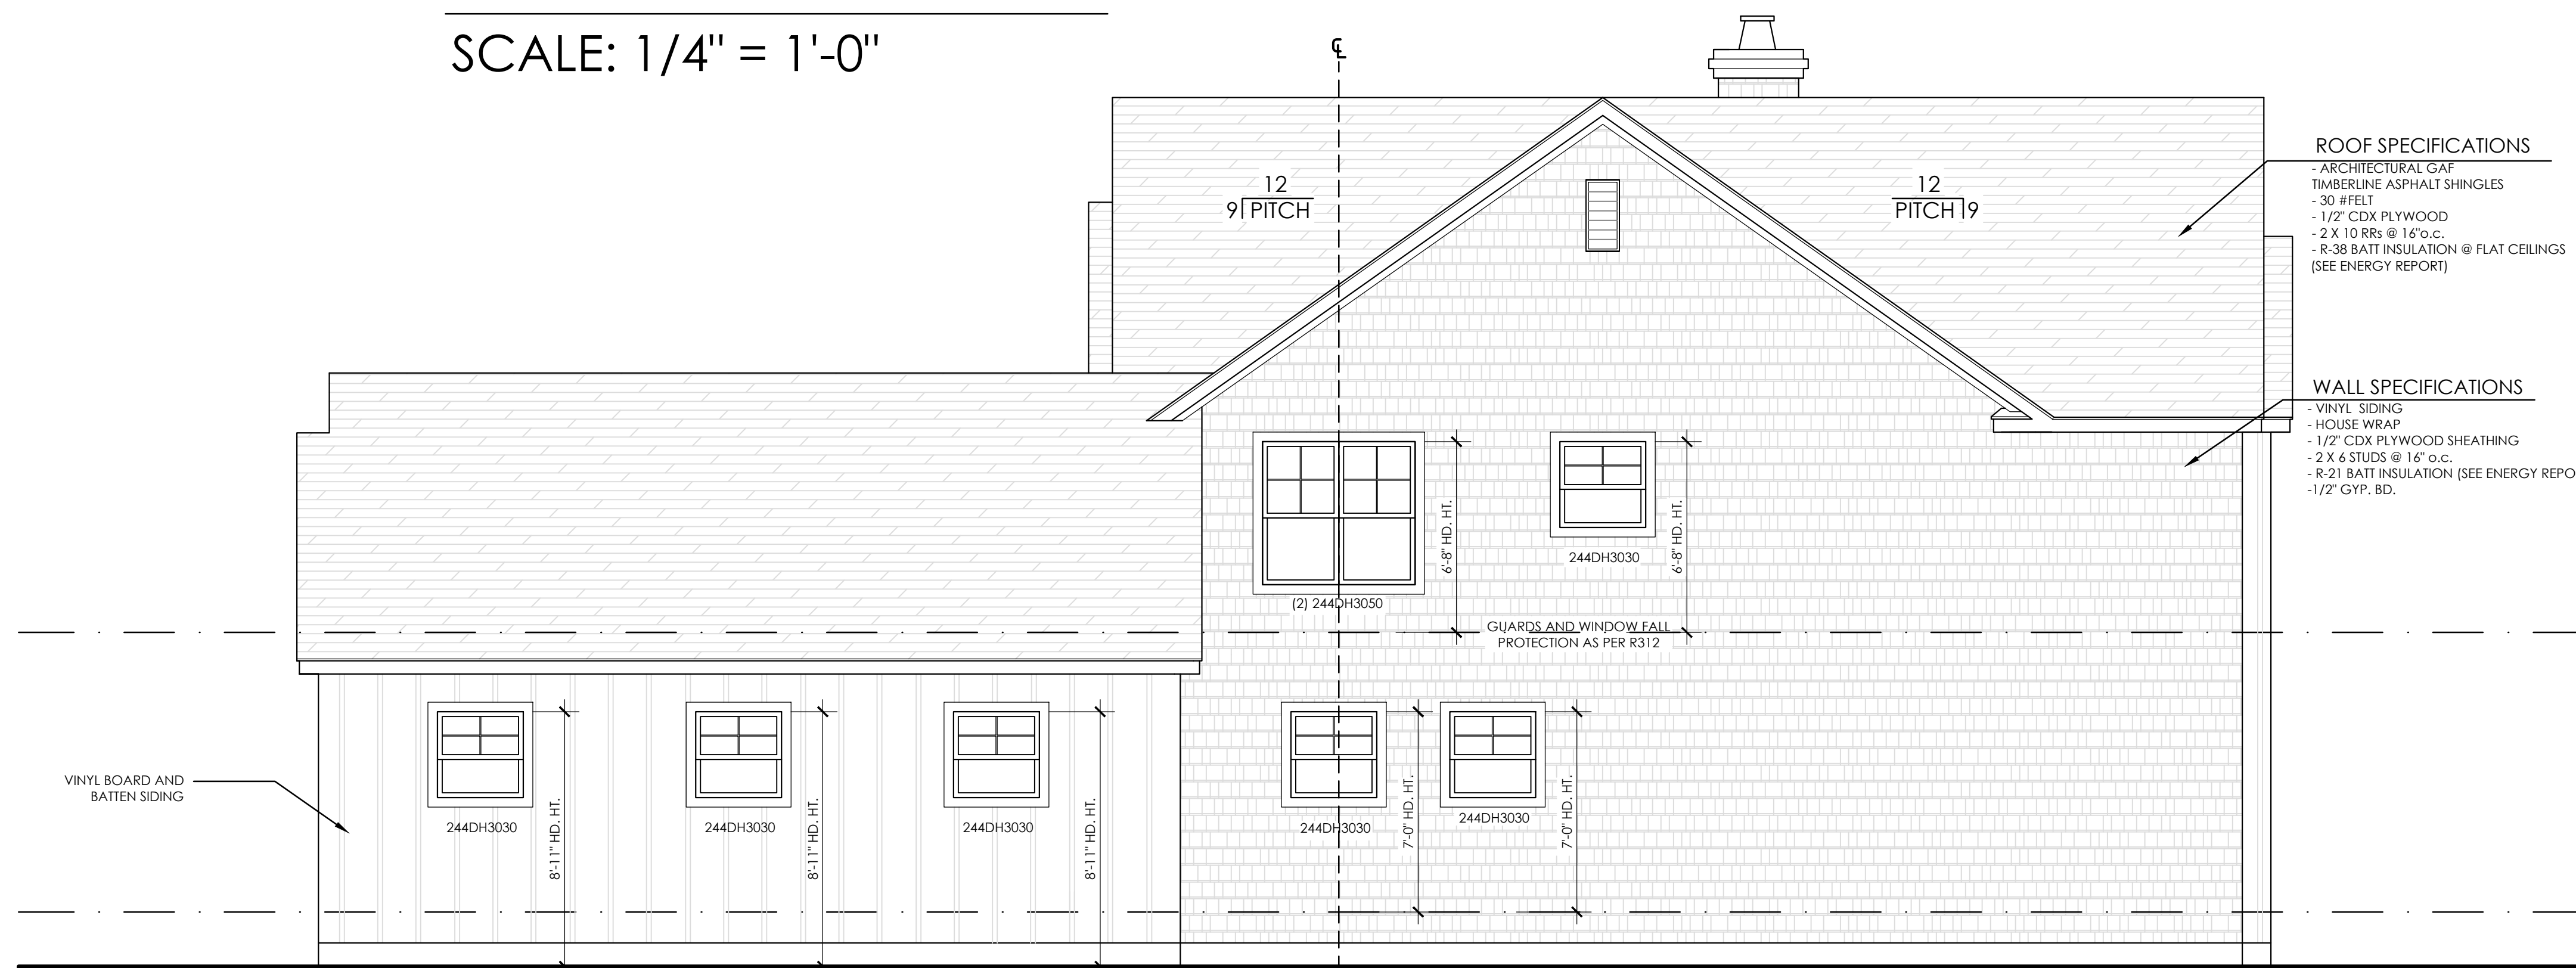 SCALE: 1/4" = 1'-0"
℄
12
9 PITCH
12
PITCH 9
ROOF SPECIFICATIONS
- ARCHITECTURAL GAF
TIMBERLINE ASPHALT SHINGLES
- 30 #FELT
- 1/2" CDX PLYWOOD
- 2 X 10 RRs @ 16"o.c.
- R-38 BATT INSULATION @ FLAT CEILINGS
(SEE ENERGY REPORT)
WALL SPECIFICATIONS
- VINYL SIDING
- HOUSE WRAP
- 1/2" CDX PLYWOOD SHEATHING
- 2 X 6 STUDS @ 16" o.c.
- R-21 BATT INSULATION (SEE ENERGY REPO
-1/2" GYP. BD.
6'-8" HD. HT.
6'-8" HD. HT.
244DH3030
(2) 244DH3050
GUARDS AND WINDOW FALL
PROTECTION AS PER R312
VINYL BOARD AND
BATTEN SIDING
244DH3030
8'-11" HD. HT.
244DH3030
8'-11" HD. HT.
244DH3030
8'-11" HD. HT.
244DH3030
7'-0" HD. HT.
244DH3030
7'-0" HD. HT.